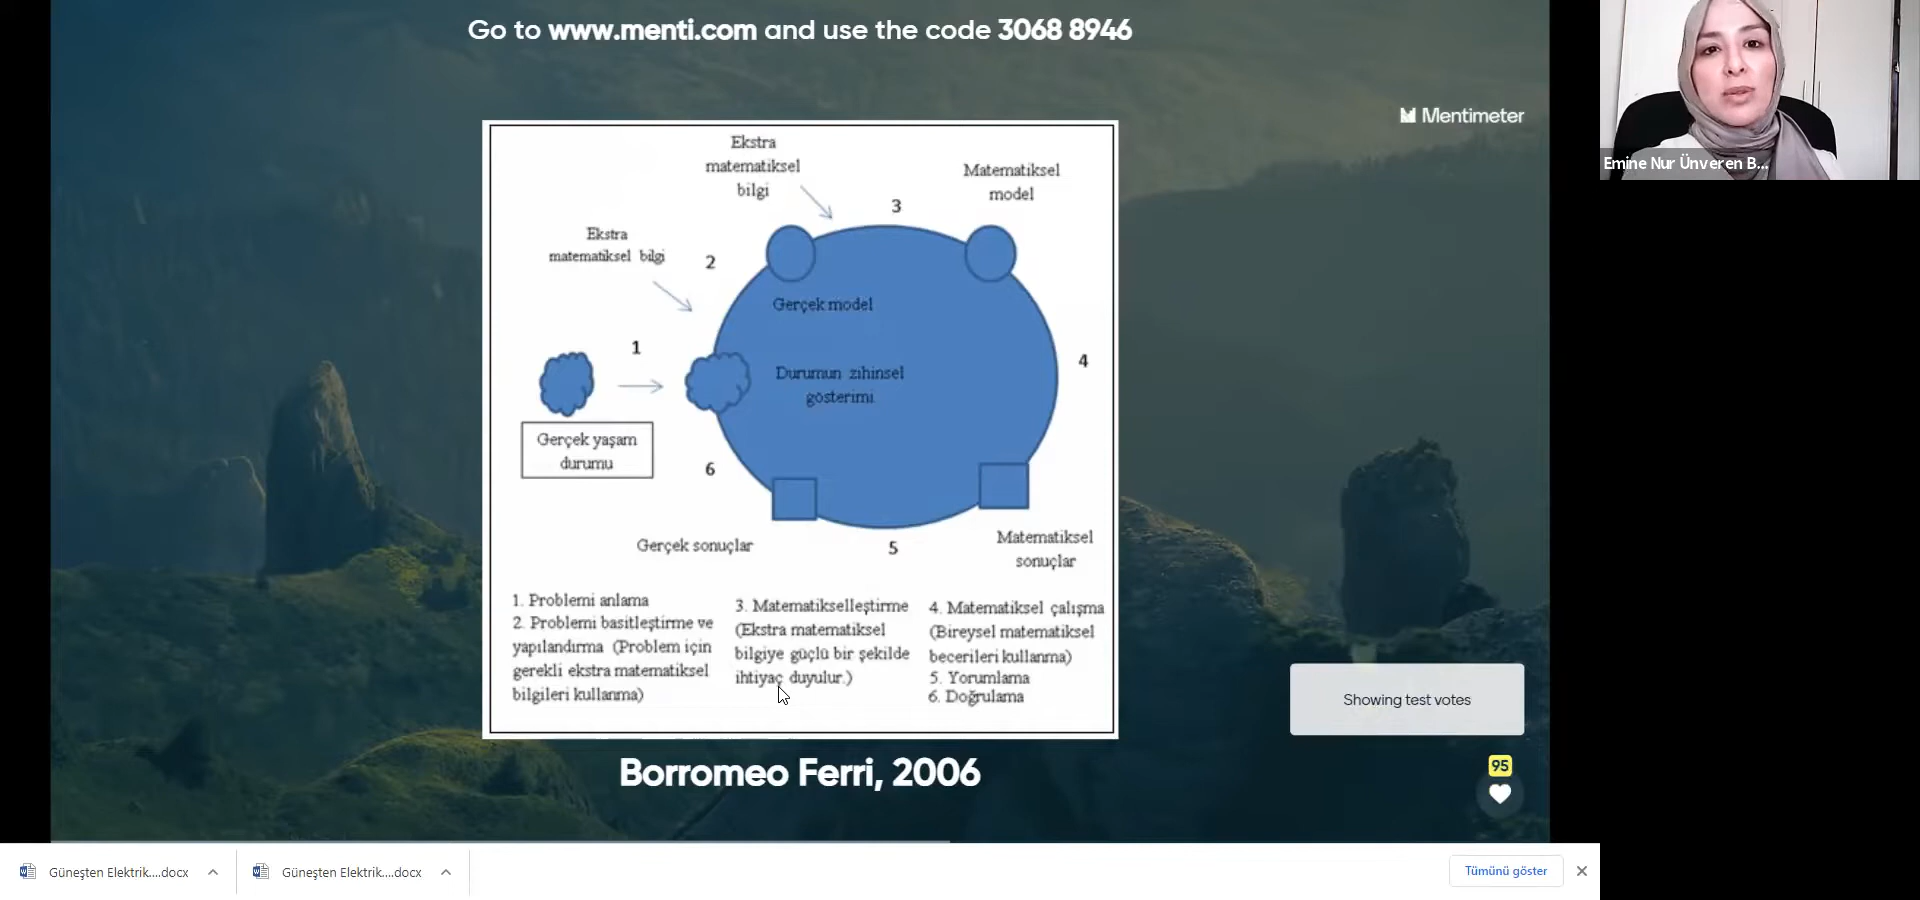 Go to www.menti.com and use the code 3068 8946
Mentimeter
Emine Nur Ünveren B...
Ekstra
matematiksel
bilgi
Matematiksel
model
3
Ekstra
matematiksel bilgi
2
Gerçek model
1
4
Durumun zihinsel
gösterimi
Gerçek yaşam
durumu
6
Gerçek sonuçlar
5
Matematiksel
sonuçlar
1. Problemi anlama
2. Problemi basitleştirme ve
yapılandırma (Problem için
gerekli ekstra matematiksel
bilgileri kullanma)
3. Matematikselleştirme
(Ekstra matematiksel
bilgiye güçlü bir şekilde
ihtiyaç duyulur.)
4. Matematiksel çalışma
(Bireysel matematiksel
becerileri kullanma)
5. Yorumlama
6. Doğrulama
Showing test votes
Borromeo Ferri, 2006
95
Güneşten Elektrik....docx
Güneşten Elektrik....docx
Tümünü göster